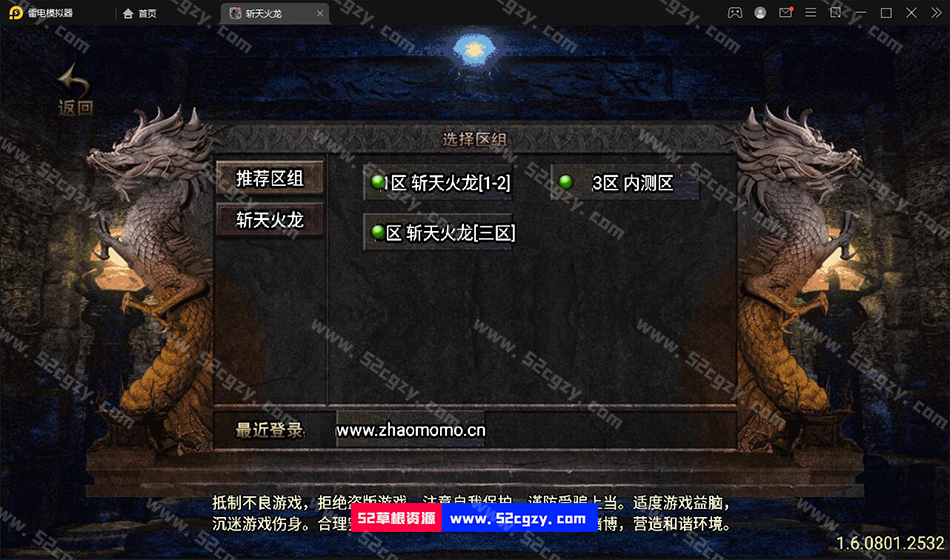 雷电模拟器
首页
斩天火龙
返回
选择区组
推荐区组
斩天火龙
1区 斩天火龙[1-2]
3区 内测区
区 斩天火龙[三区]
最近登录
www.zhaomomo.cn
抵制不良游戏，拒绝盗版游戏。注意自我保护，谨防受骗上当。适度游戏益脑，
沉迷游戏伤身。合理
赌博，营造和谐环境。
52草根资源
www.52cgzy.com
1.6.0801.2532
www.52cgzy.com